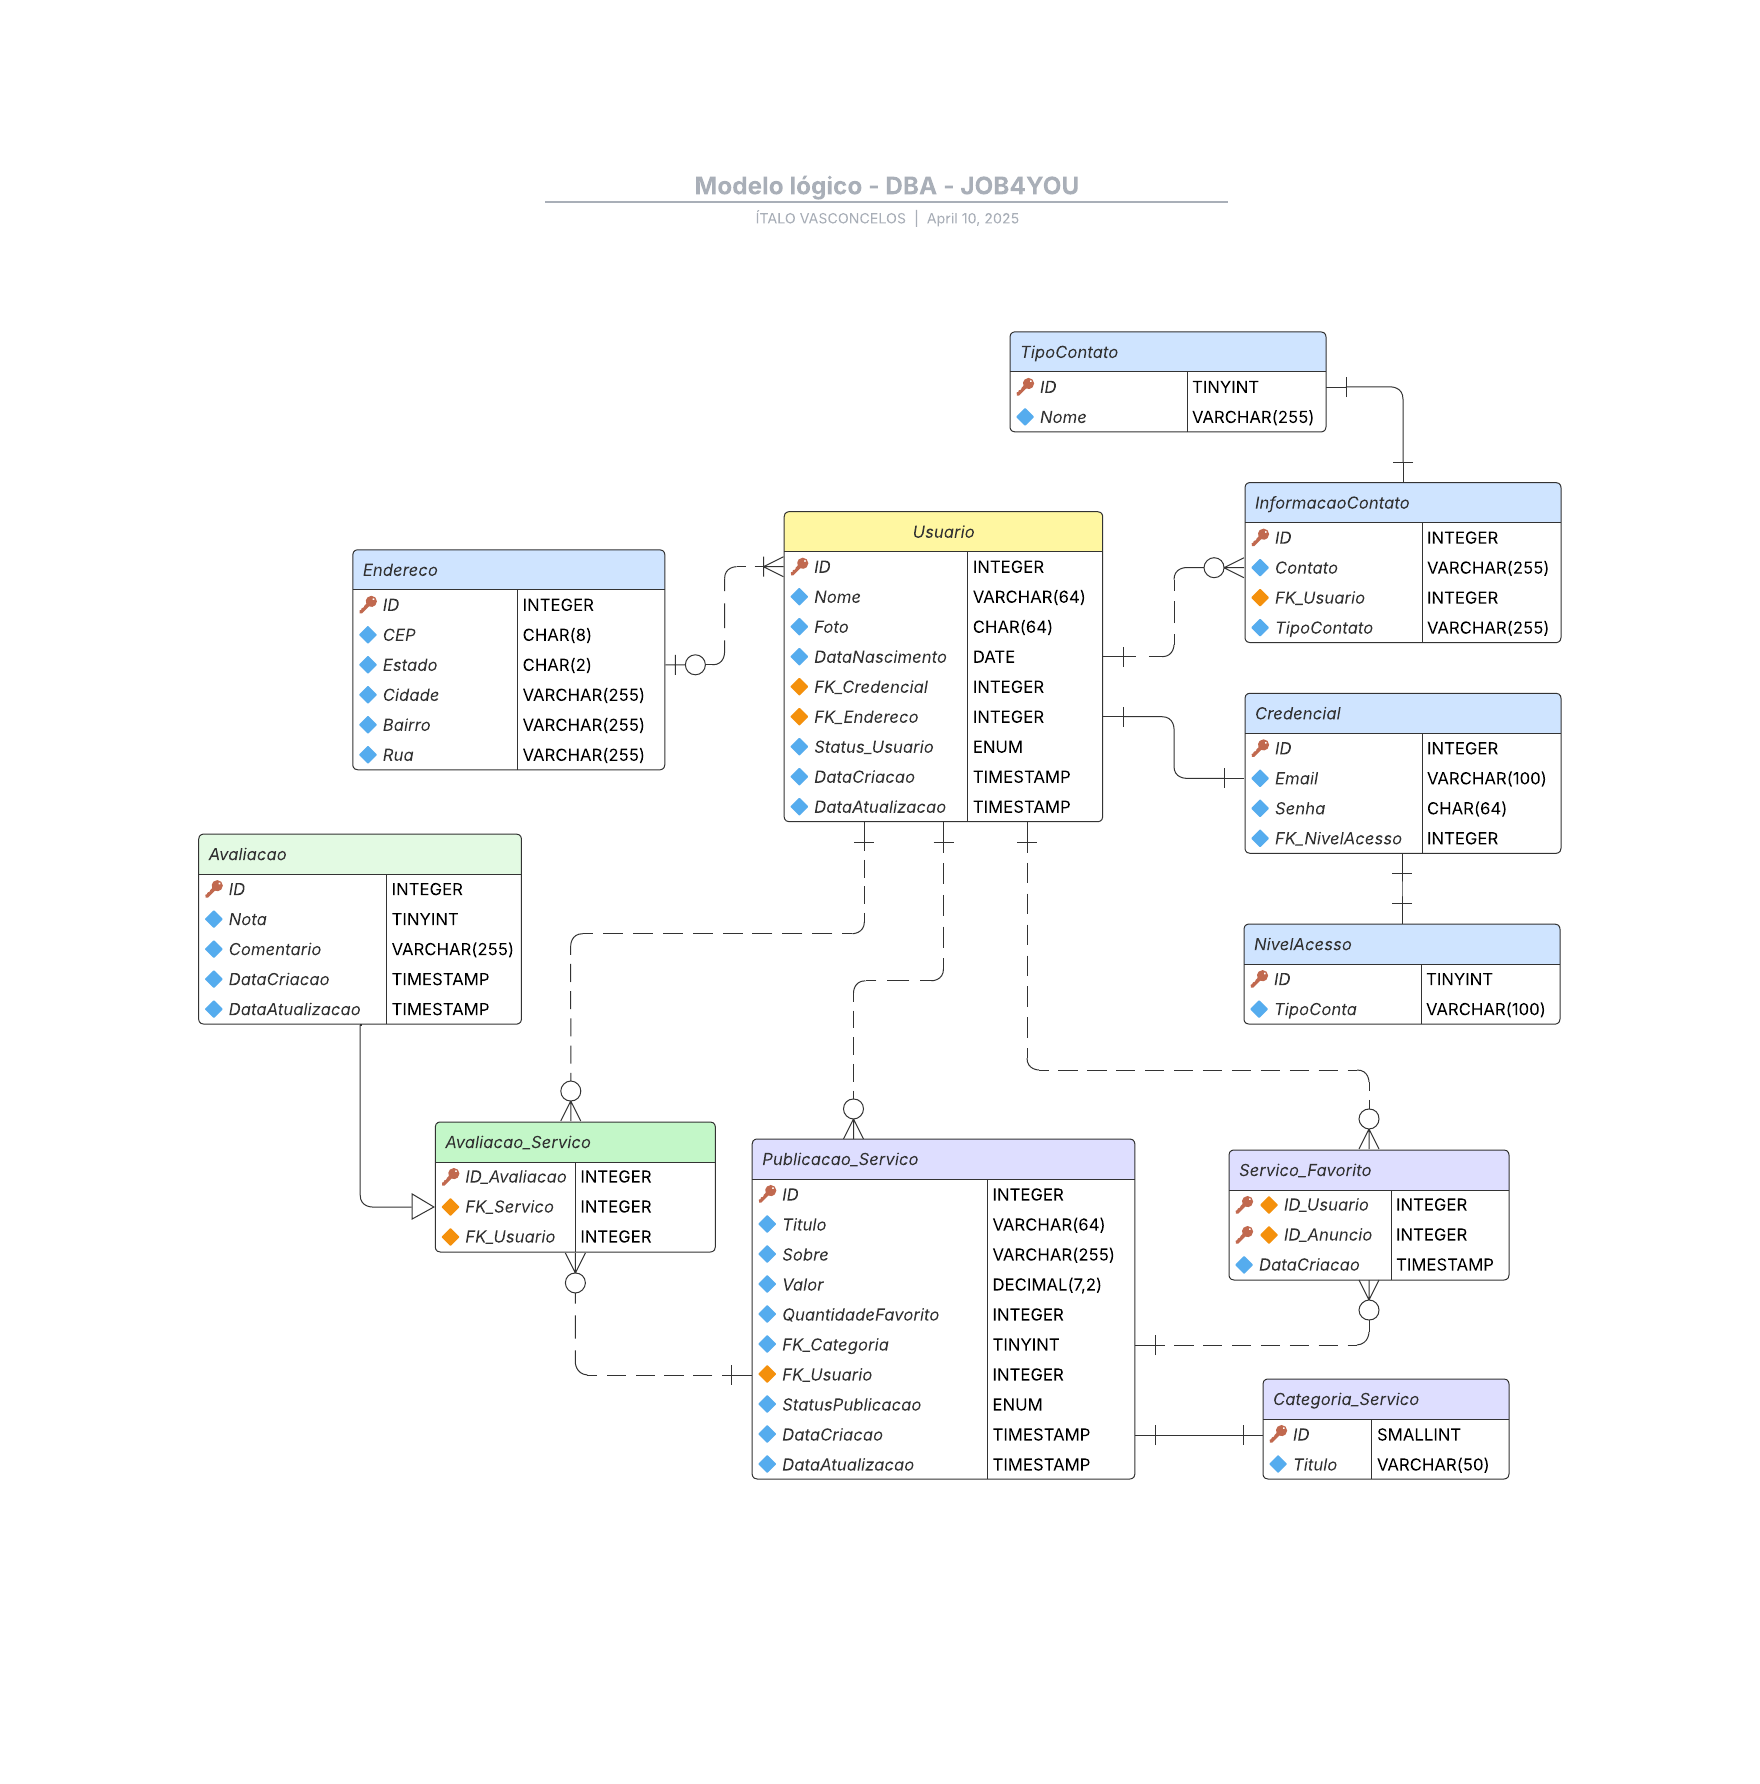 Modelo lógico - DBA - JOB4YOU
ÍTALO VASCONCELOS | April 10, 2025
TipoContato
ID TINYINT
Nome VARCHAR(255)
InformacaoContato
ID INTEGER
Contato VARCHAR(255)
FK_Usuario INTEGER
TipoContato VARCHAR(255)
Usuario
ID INTEGER
Nome VARCHAR(64)
Foto CHAR(64)
DataNascimento DATE
FK_Credencial INTEGER
FK_Endereco INTEGER
Status_Usuario ENUM
DataCriacao TIMESTAMP
DataAtualizacao TIMESTAMP
Endereco
ID INTEGER
CEP CHAR(8)
Estado CHAR(2)
Cidade VARCHAR(255)
Bairro VARCHAR(255)
Rua VARCHAR(255)
Credencial
ID INTEGER
Email VARCHAR(100)
Senha CHAR(64)
FK_NivelAcesso INTEGER
Avaliacao
ID INTEGER
Nota TINYINT
Comentario VARCHAR(255)
DataCriacao TIMESTAMP
DataAtualizacao TIMESTAMP
NivelAcesso
ID TINYINT
TipoConta VARCHAR(100)
Avaliacao_Servico
ID_Avaliacao INTEGER
FK_Servico INTEGER
FK_Usuario INTEGER
Publicacao_Servico
ID INTEGER
Titulo VARCHAR(64)
Sobre VARCHAR(255)
Valor DECIMAL(7,2)
QuantidadeFavorito INTEGER
FK_Categoria TINYINT
FK_Usuario INTEGER
StatusPublicacao ENUM
DataCriacao TIMESTAMP
DataAtualizacao TIMESTAMP
Servico_Favorito
ID_Usuario INTEGER
ID_Anuncio INTEGER
DataCriacao TIMESTAMP
Categoria_Servico
ID SMALLINT
Titulo VARCHAR(50)